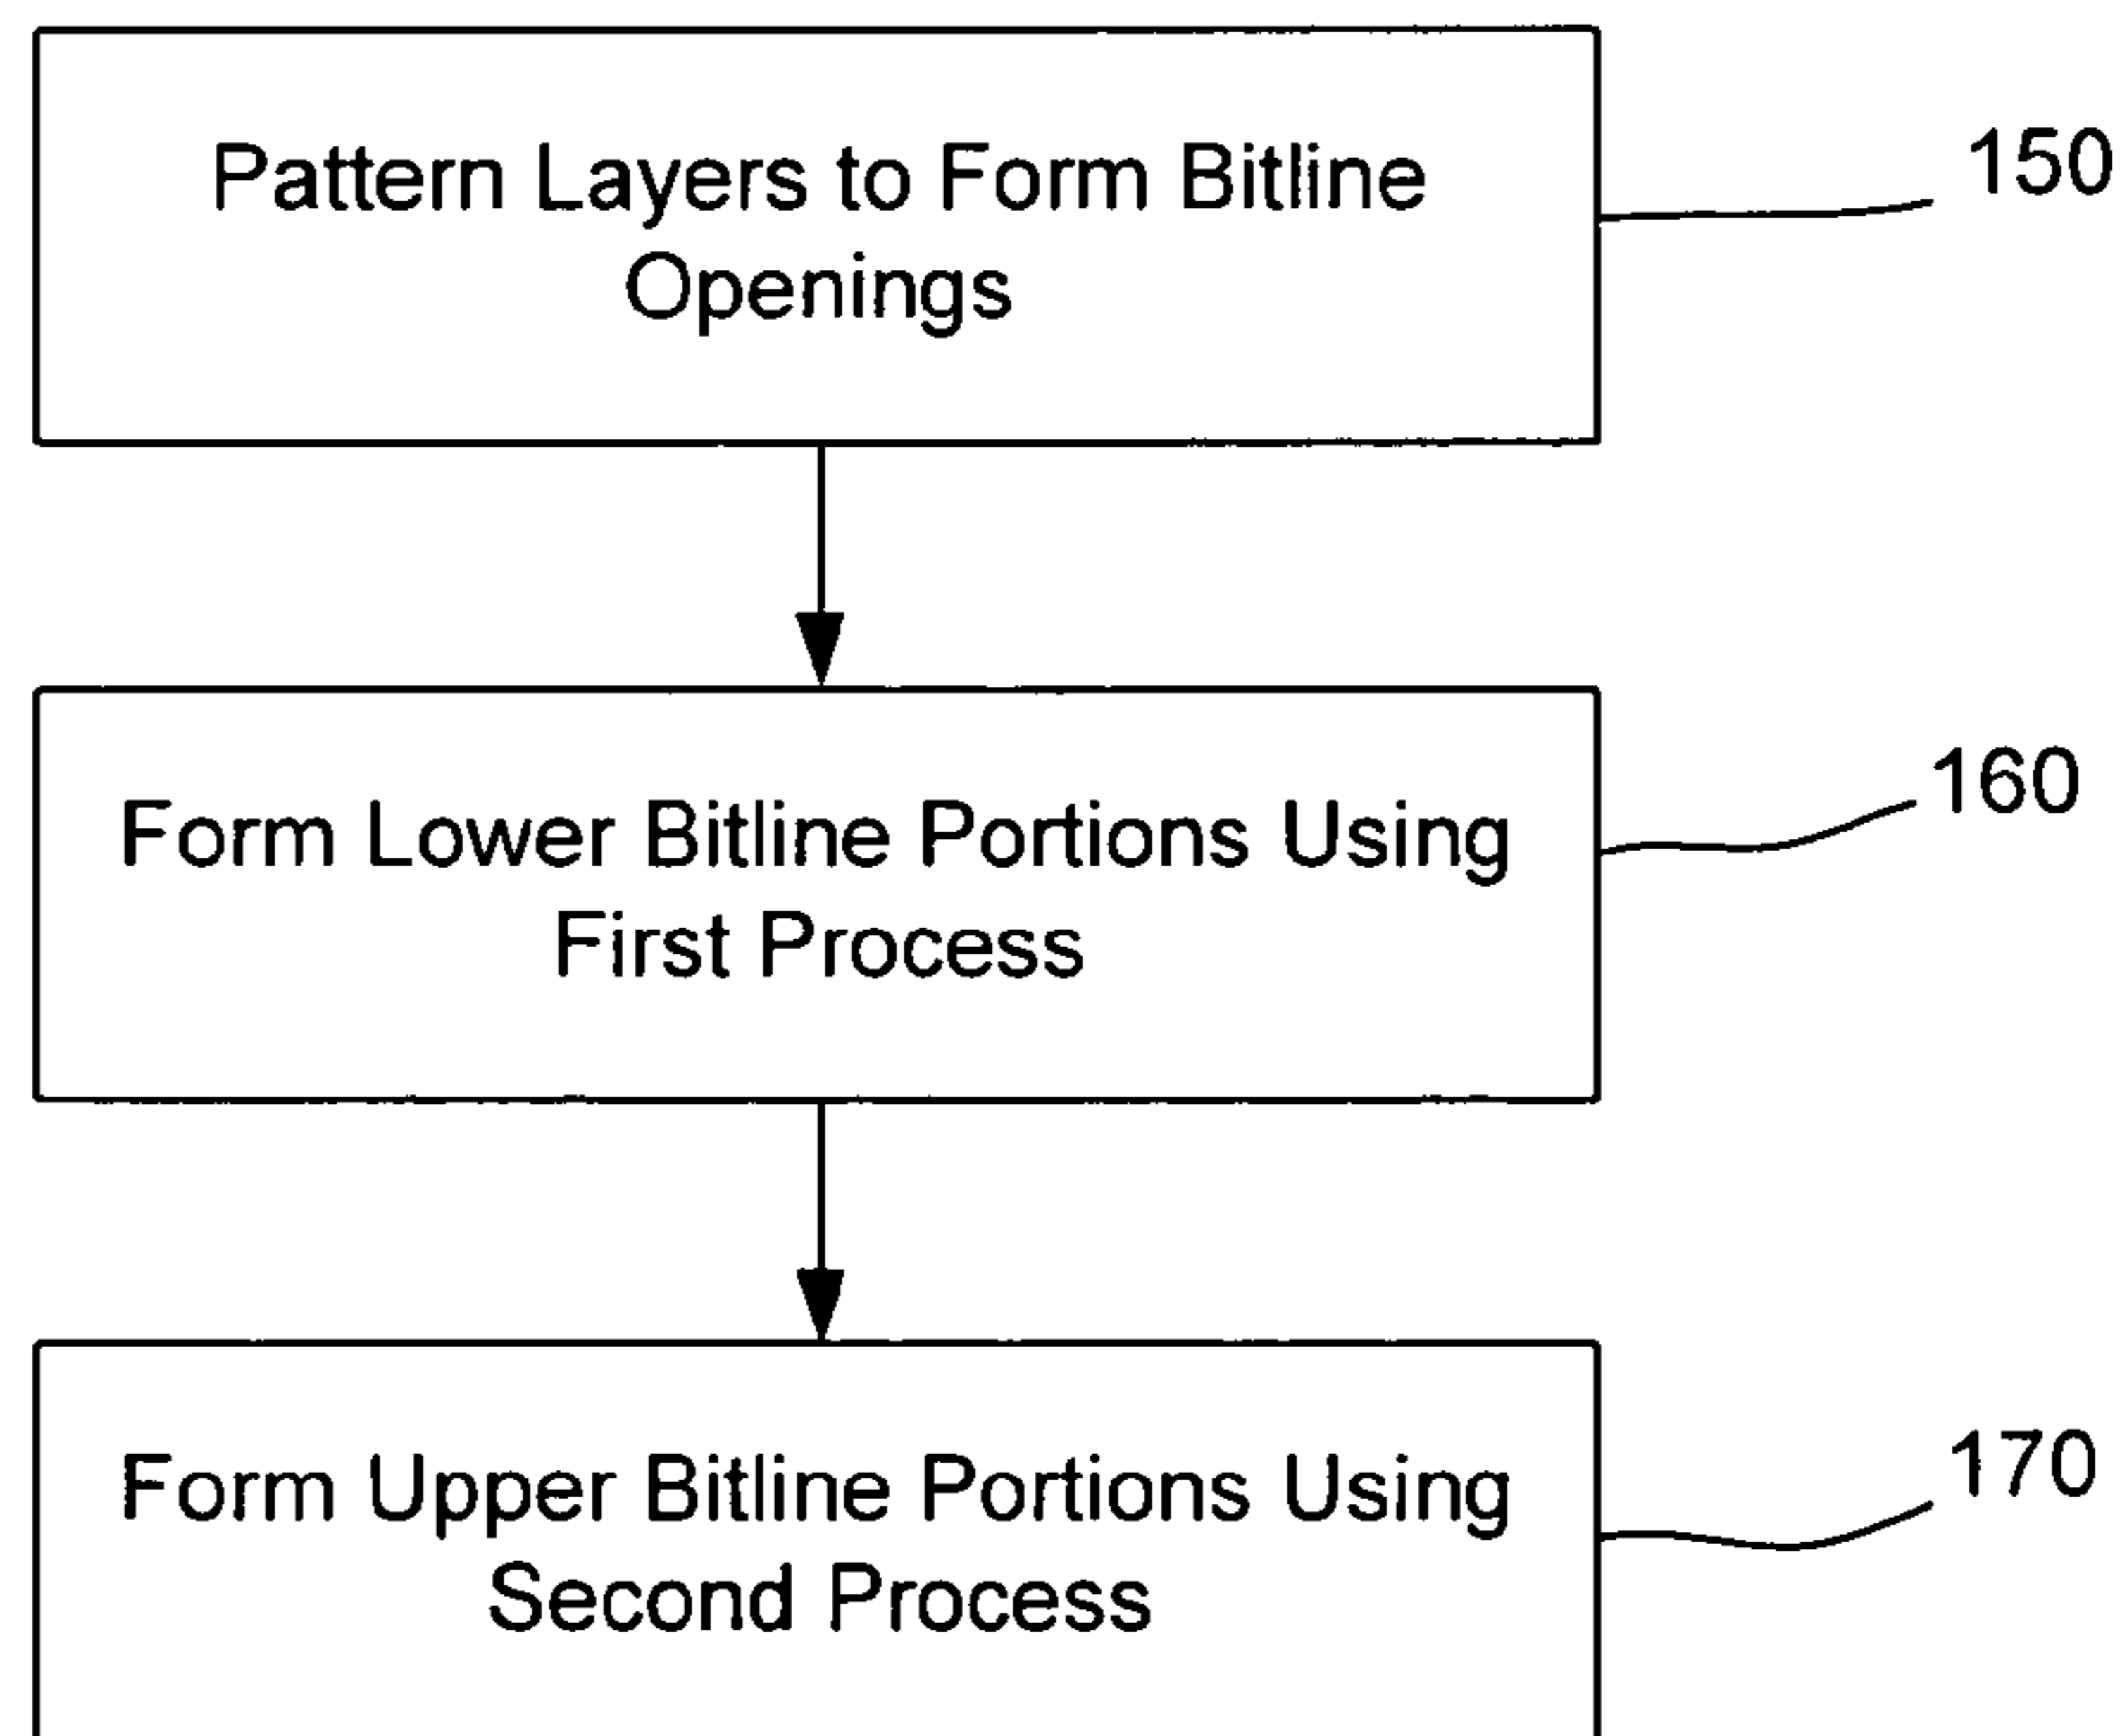 Pattern Layers to Form Bitline
Openings
150
Form Lower Bitline Portions Using
First Process
160
Form Upper Bitline Portions Using
Second Process
170